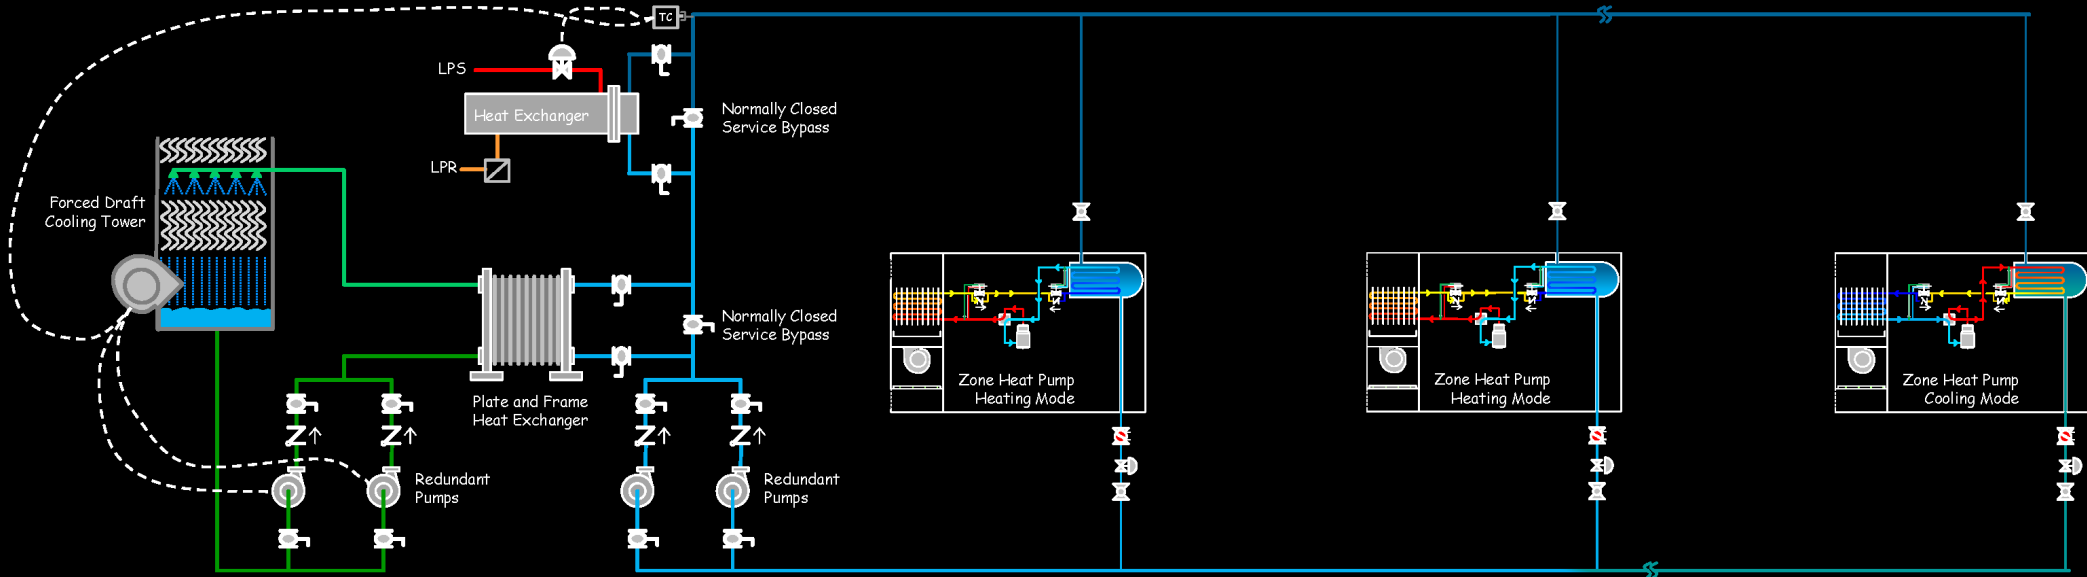 TC
LPS
Heat Exchanger
Normally Closed
Service Bypass
LPR
Forced Draft
Cooling Tower
Normally Closed
Service Bypass
Plate and Frame
Heat Exchanger
Redundant
Pumps
Redundant
Pumps
Zone Heat Pump
Heating Mode
Zone Heat Pump
Heating Mode
Zone Heat Pump
Cooling Mode